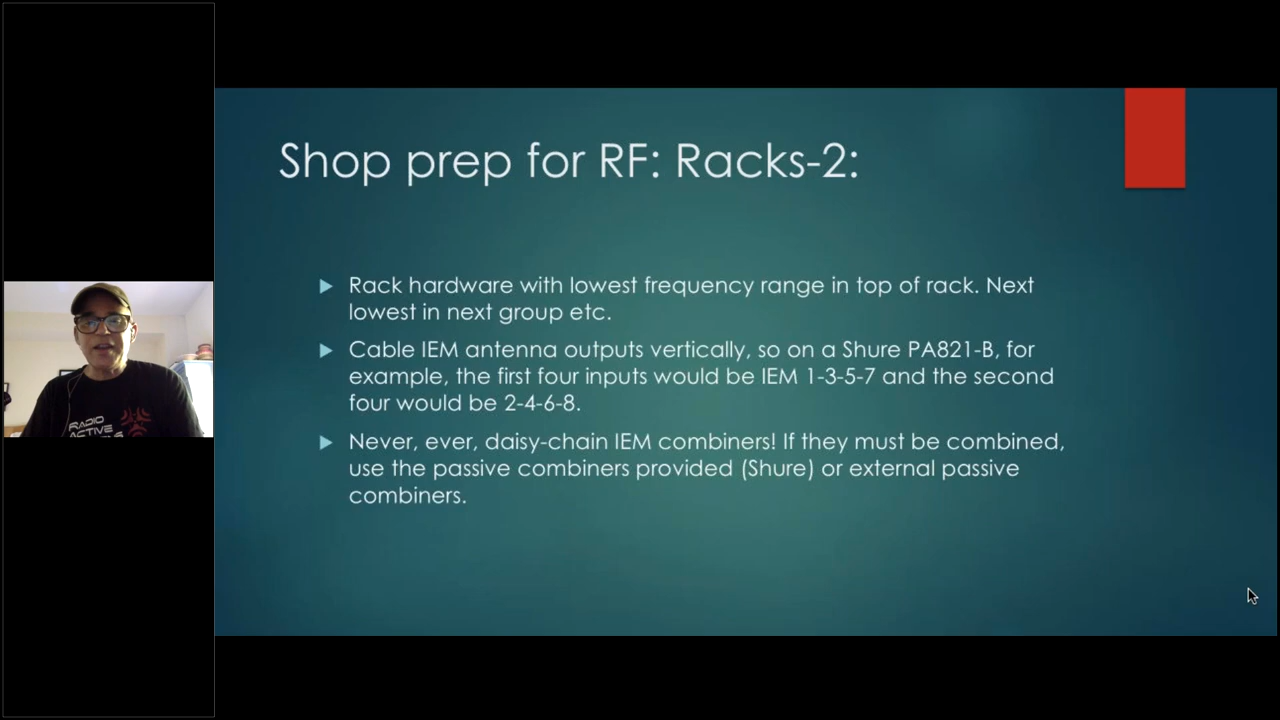 Shop prep for RF: Racks-2:
Rack hardware with lowest frequency range in top of rack. Next
lowest in next group etc.
Cable IEM antenna outputs vertically, so on a Shure PA821-B, for
example, the first four inputs would be IEM 1-3-5-7 and the second
four would be 2-4-6-8.
Never, ever, daisy-chain IEM combiners! If they must be combined,
use the passive combiners provided (Shure) or external passive
combiners.
RADIO
ACTIVE